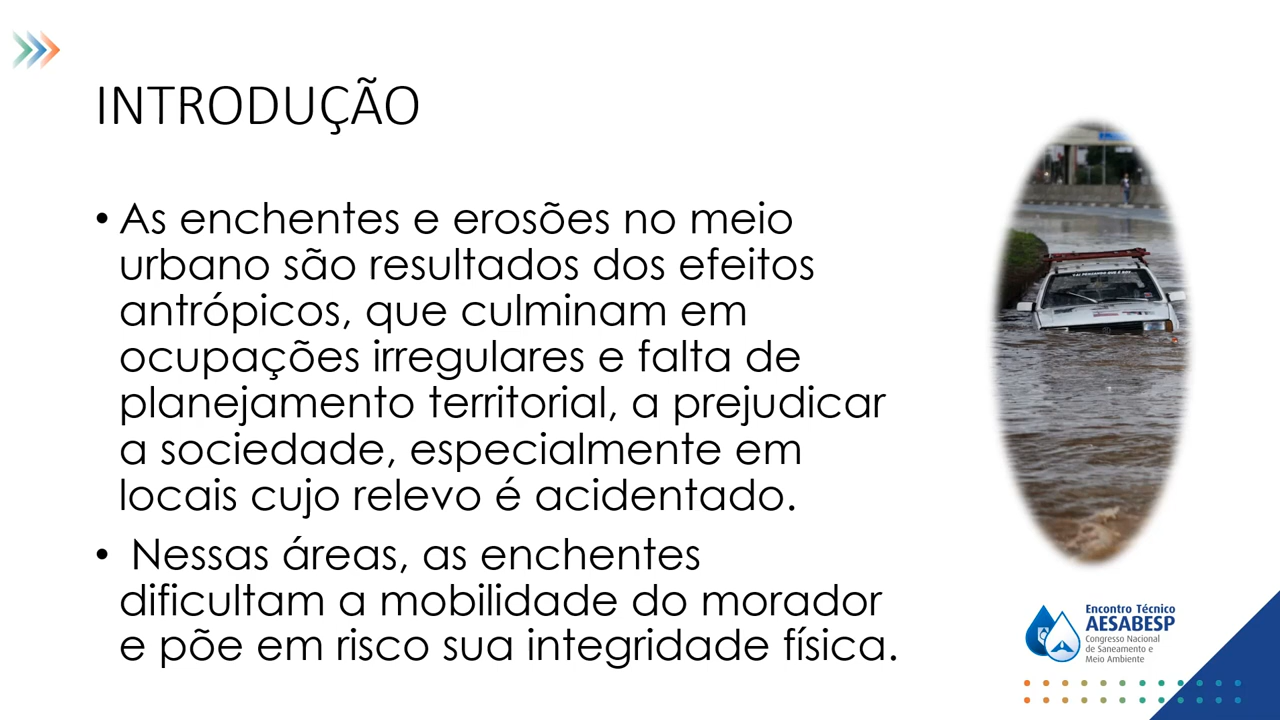 INTRODUÇÃO
• As enchentes e erosões no meio
urbano são resultados dos efeitos
antrópicos, que culminam em
ocupações irregulares e falta de
planejamento territorial, a prejudicar
a sociedade, especialmente em
locais cujo relevo é acidentado.
• Nessas áreas, as enchentes
dificultam a mobilidade do morador
e põe em risco sua integridade física.
Encontro Técnico
AESABESP
Congresso Nacional
de Saneamento e
Meio Ambiente